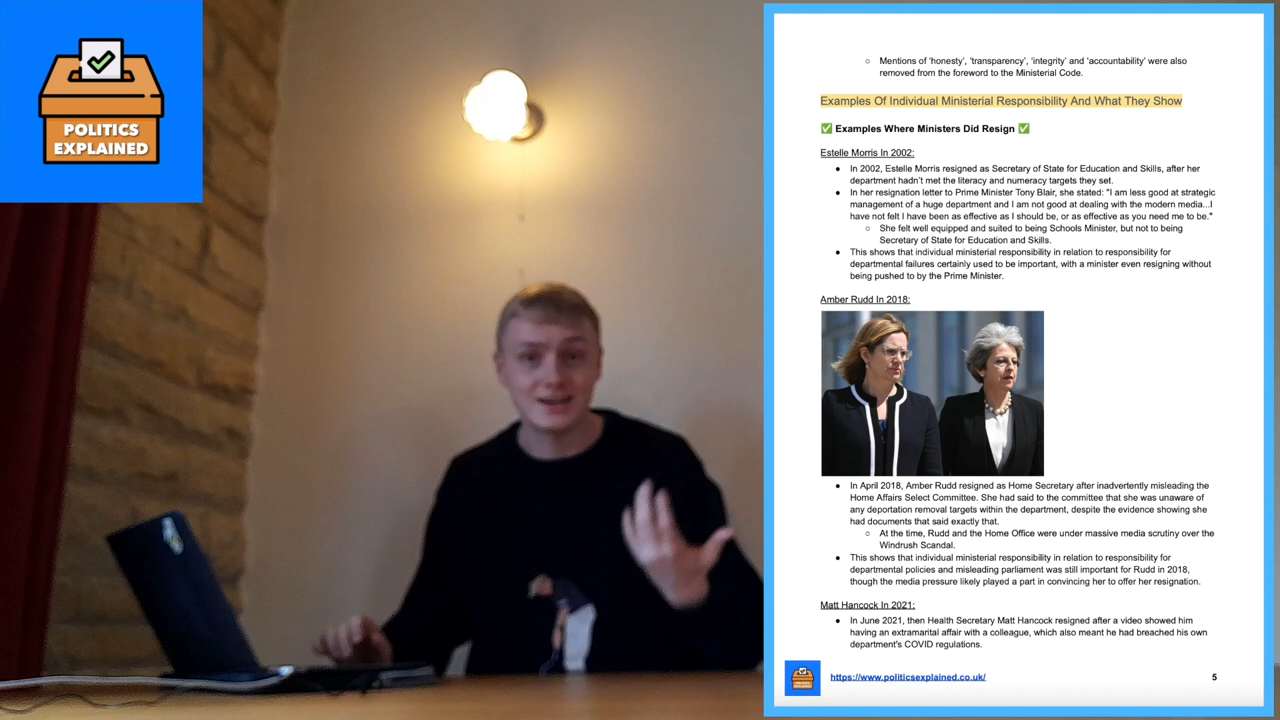 POLITICS
EXPLAINED
○ Mentions of ‘honesty’, ‘transparency’, ‘integrity’ and ‘accountability’ were also
removed from the foreword to the Ministerial Code.
Examples Of Individual Ministerial Responsibility And What They Show
✅ Examples Where Ministers Did Resign ✅
Estelle Morris In 2002:
● In 2002, Estelle Morris resigned as Secretary of State for Education and Skills, after her
department hadn’t met the literacy and numeracy targets they set.
● In her resignation letter to Prime Minister Tony Blair, she stated: "I am less good at strategic
management of a huge department and I am not good at dealing with the modern media...I
have not felt I have been as effective as I should be, or as effective as you need me to be."
○ She felt well equipped and suited to being Schools Minister, but not to being
Secretary of State for Education and Skills.
● This shows that individual ministerial responsibility in relation to responsibility for
departmental failures certainly used to be important, with a minister even resigning without
being pushed to by the Prime Minister.
Amber Rudd In 2018:
● In April 2018, Amber Rudd resigned as Home Secretary after inadvertently misleading the
Home Affairs Select Committee. She had said to the committee that she was unaware of
any deportation removal targets within the department, despite the evidence showing she
had documents that said exactly that.
○ At the time, Rudd and the Home Office were under massive media scrutiny over the
Windrush Scandal.
● This shows that individual ministerial responsibility in relation to responsibility for
departmental policies and misleading parliament was still important for Rudd in 2018,
though the media pressure likely played a part in convincing her to offer her resignation.
Matt Hancock In 2021:
● In June 2021, then Health Secretary Matt Hancock resigned after a video showed him
having an extramarital affair with a colleague, which also meant he had breached his own
department's COVID regulations.
https://www.politicsexplained.co.uk/
5